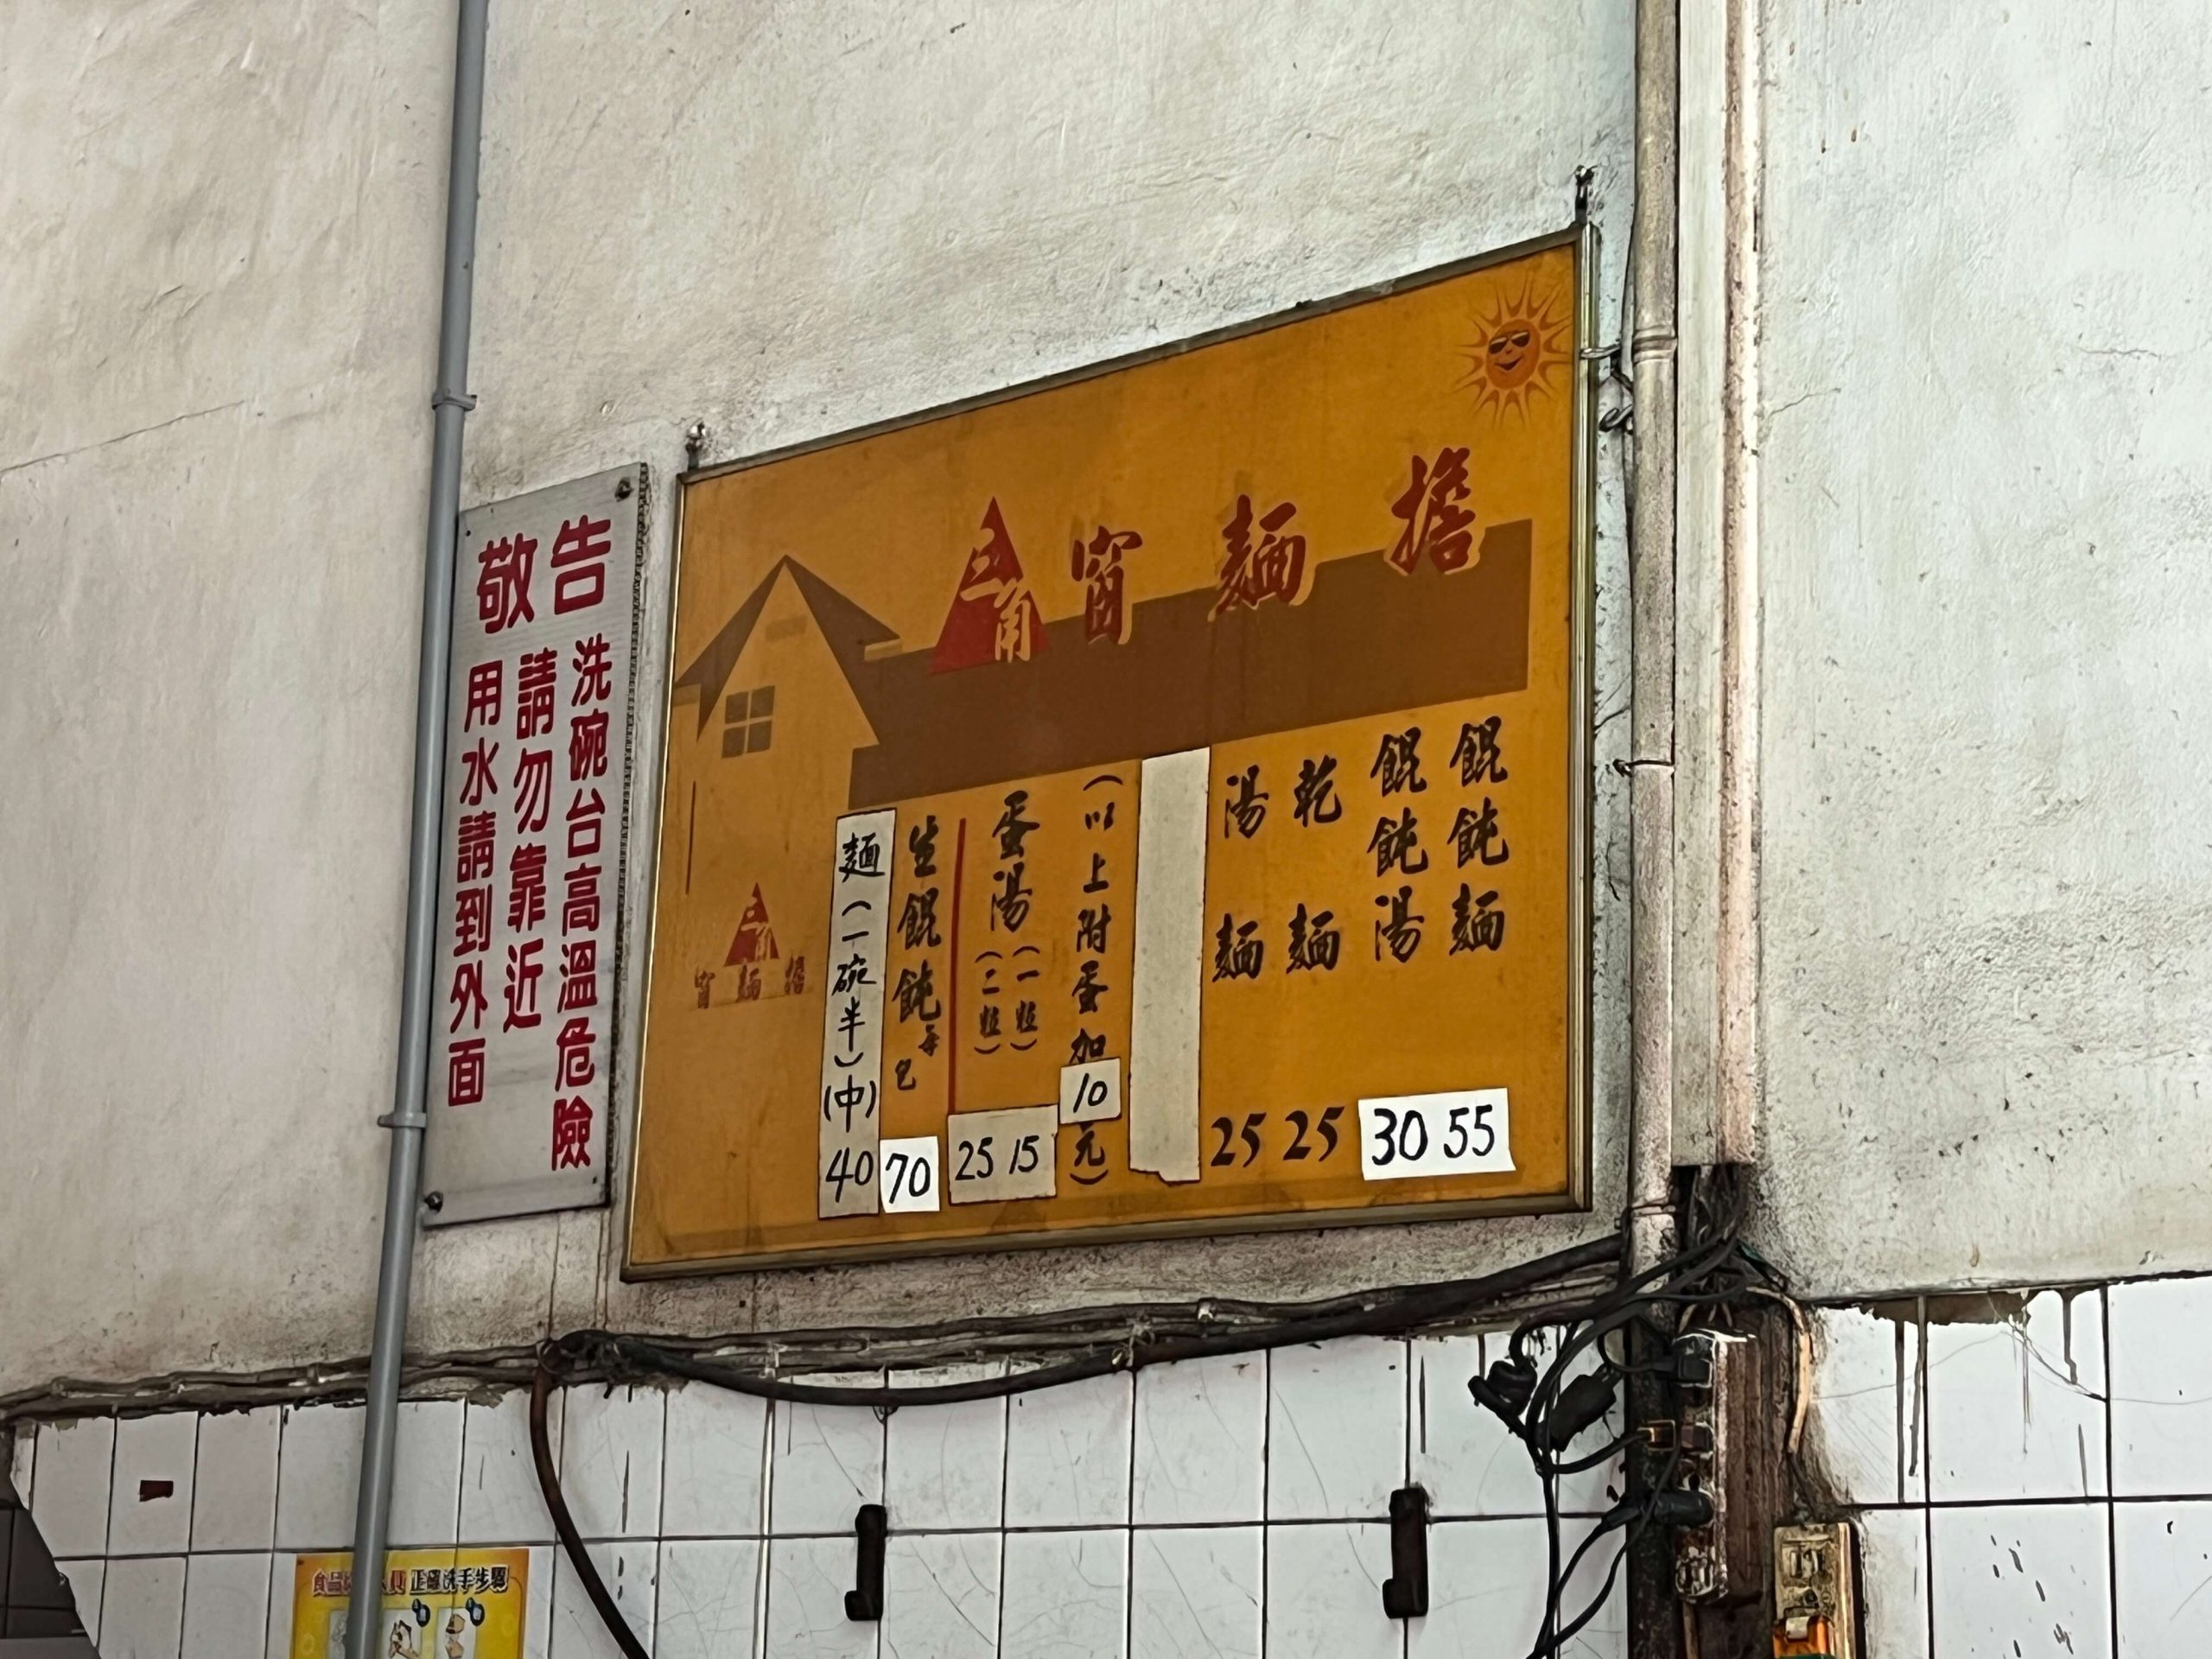 敬告
洗碗台高溫危險
請勿靠近
用水請到外面
三角窗麵擔
餛飩麵 55
餛飩湯 30
乾麵 25
湯麵 25
(以上附蛋加10元)
蛋湯 (一粒) 15
(二粒) 25
生餛飩每包 70
麵(一碗半)(中) 40
三角
窗麵擔
食品 正確洗手步驟